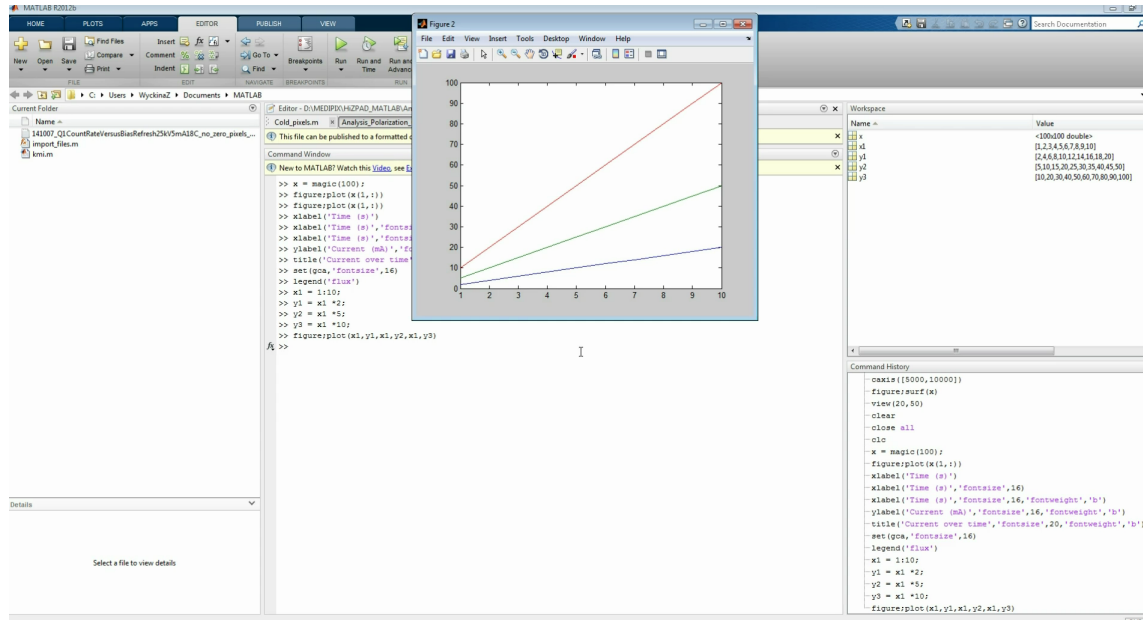 MATLAB R2012b
HOME PLOTS APPS EDITOR PUBLISH VIEW
Search Documentation
New Open Save Find Files Compare Print
Insert Comment Indent
Go To Find
Breakpoints Run Run and Time Run and Advance
FILE EDIT NAVIGATE BREAKPOINTS RUN
C: Users WyckinaZ Documents MATLAB
Current Folder
Name
141007_Q1CountRateVersusBiasRefresh25kV5mA18C_no_zero_pixels_...
import_files.m
kmi.m
Details
Select a file to view details
Editor - D:\MEDIPIX\HiZPAD_MATLAB\An
Cold_pixels.m Analysis_Polarization_
This file can be published to a formatted d
Command Window
New to MATLAB? Watch this Video, see Ex
>> x = magic(100);
>> figure;plot(x(1,:))
>> figure;plot(x(1,:))
>> xlabel('Time (s)')
>> xlabel('Time (s)','fontsi
>> xlabel('Time (s)','fontsi
>> ylabel('Current (mA)','fo
>> title('Current over time'
>> set(gca,'fontsize',16)
>> legend('flux')
>> x1 = 1:10;
>> y1 = x1 *2;
>> y2 = x1 *5;
>> y3 = x1 *10;
>> figure;plot(x1,y1,x1,y2,x1,y3)
fx >>
Figure 2
File Edit View Insert Tools Desktop Window Help
100
90
80
70
60
50
40
30
20
10
0
1 2 3 4 5 6 7 8 9 10
Workspace
Name Value
x <100x100 double>
x1 [1,2,3,4,5,6,7,8,9,10]
y1 [2,4,6,8,10,12,14,16,18,20]
y2 [5,10,15,20,25,30,35,40,45,50]
y3 [10,20,30,40,50,60,70,80,90,100]
Command History
caxis([5000,10000])
figure;surf(x)
view(20,50)
clear
close all
clc
x = magic(100);
figure;plot(x(1,:))
xlabel('Time (s)')
xlabel('Time (s)','fontsize',16)
xlabel('Time (s)','fontsize',16,'fontweight','b')
ylabel('Current (mA)','fontsize',16,'fontweight','b')
title('Current over time','fontsize',20,'fontweight','b')
set(gca,'fontsize',16)
legend('flux')
x1 = 1:10;
y1 = x1 *2;
y2 = x1 *5;
y3 = x1 *10;
figure;plot(x1,y1,x1,y2,x1,y3)